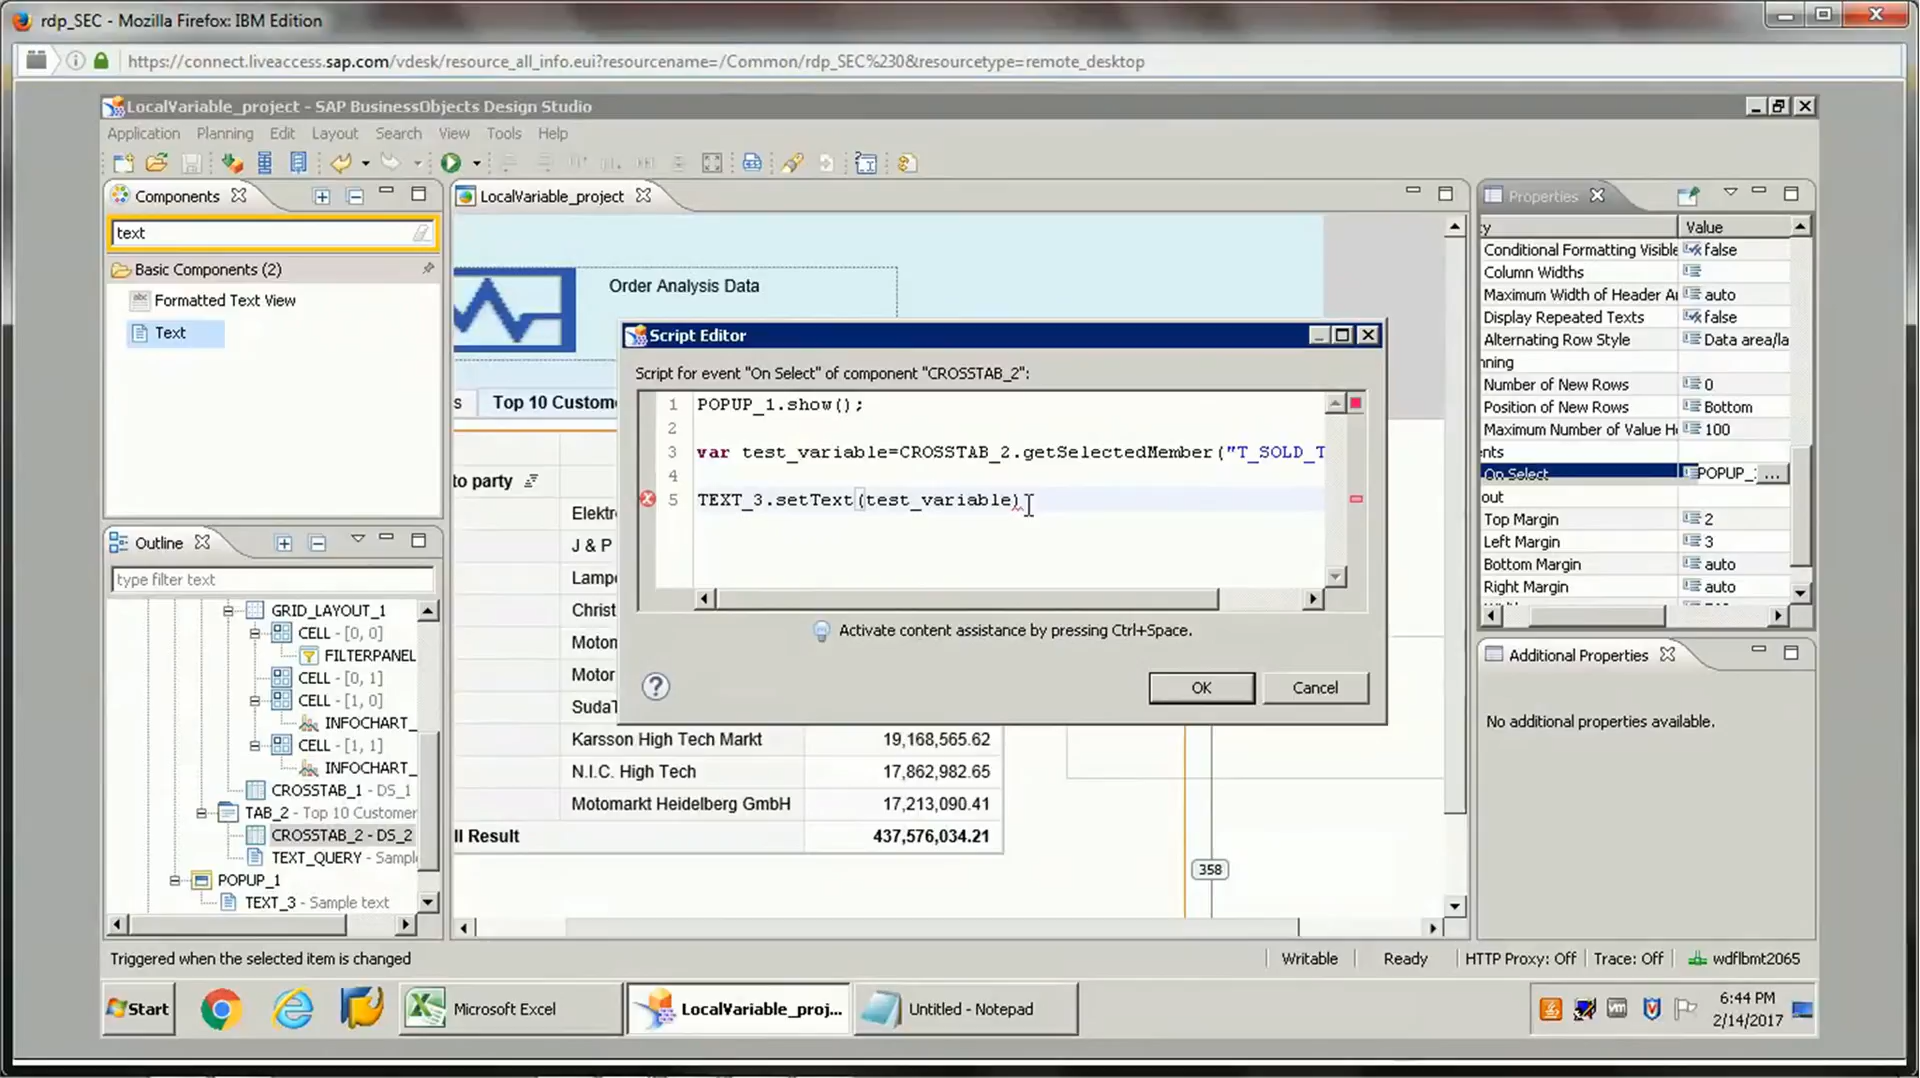 rdp_SEC - Mozilla Firefox: IBM Edition
https://connect.liveaccess.sap.com/vdesk/resource_all_info.eui?resourcename=/Common/rdp_SEC%230&resourcetype=remote_desktop
LocalVariable_project - SAP BusinessObjects Design Studio
Application Planning Edit Layout Search View Tools Help
Components
text
Basic Components (2)
Formatted Text View
Text
Outline
type filter text
GRID_LAYOUT_1
CELL - [0, 0]
FILTERPANEL
CELL - [0, 1]
CELL - [1, 0]
INFOCHART_
CELL - [1, 1]
INFOCHART_
CROSSTAB_1 - DS_1
TAB_2 - Top 10 Customer
CROSSTAB_2 - DS_2
TEXT_QUERY - Sampl
POPUP_1
TEXT_3 - Sample text
LocalVariable_project
Order Analysis Data
s Top 10 Custome
to party
Elektr
J & P
Lamp
Christ
Motom
Motor
SudaT
Karsson High Tech Markt 19,168,565.62
N.I.C. High Tech 17,862,982.65
Motomarkt Heidelberg GmbH 17,213,090.41
ll Result 437,576,034.21
358
Script Editor
Script for event "On Select" of component "CROSSTAB_2":
1 POPUP_1.show();
2
3 var test_variable=CROSSTAB_2.getSelectedMember("T_SOLD_T
4
5 TEXT_3.setText(test_variable)
Activate content assistance by pressing Ctrl+Space.
?
OK Cancel
Properties
ty Value
Conditional Formatting Visible false
Column Widths
Maximum Width of Header Ar auto
Display Repeated Texts false
Alternating Row Style Data area/la
nning
Number of New Rows 0
Position of New Rows Bottom
Maximum Number of Value He 100
nts
On Select POPUP_: ...
out
Top Margin 2
Left Margin 3
Bottom Margin auto
Right Margin auto
Additional Properties
No additional properties available.
Triggered when the selected item is changed
Writable Ready HTTP Proxy: Off Trace: Off wdflbmt2065
Start
Microsoft Excel
LocalVariable_proj...
Untitled - Notepad
6:44 PM
2/14/2017